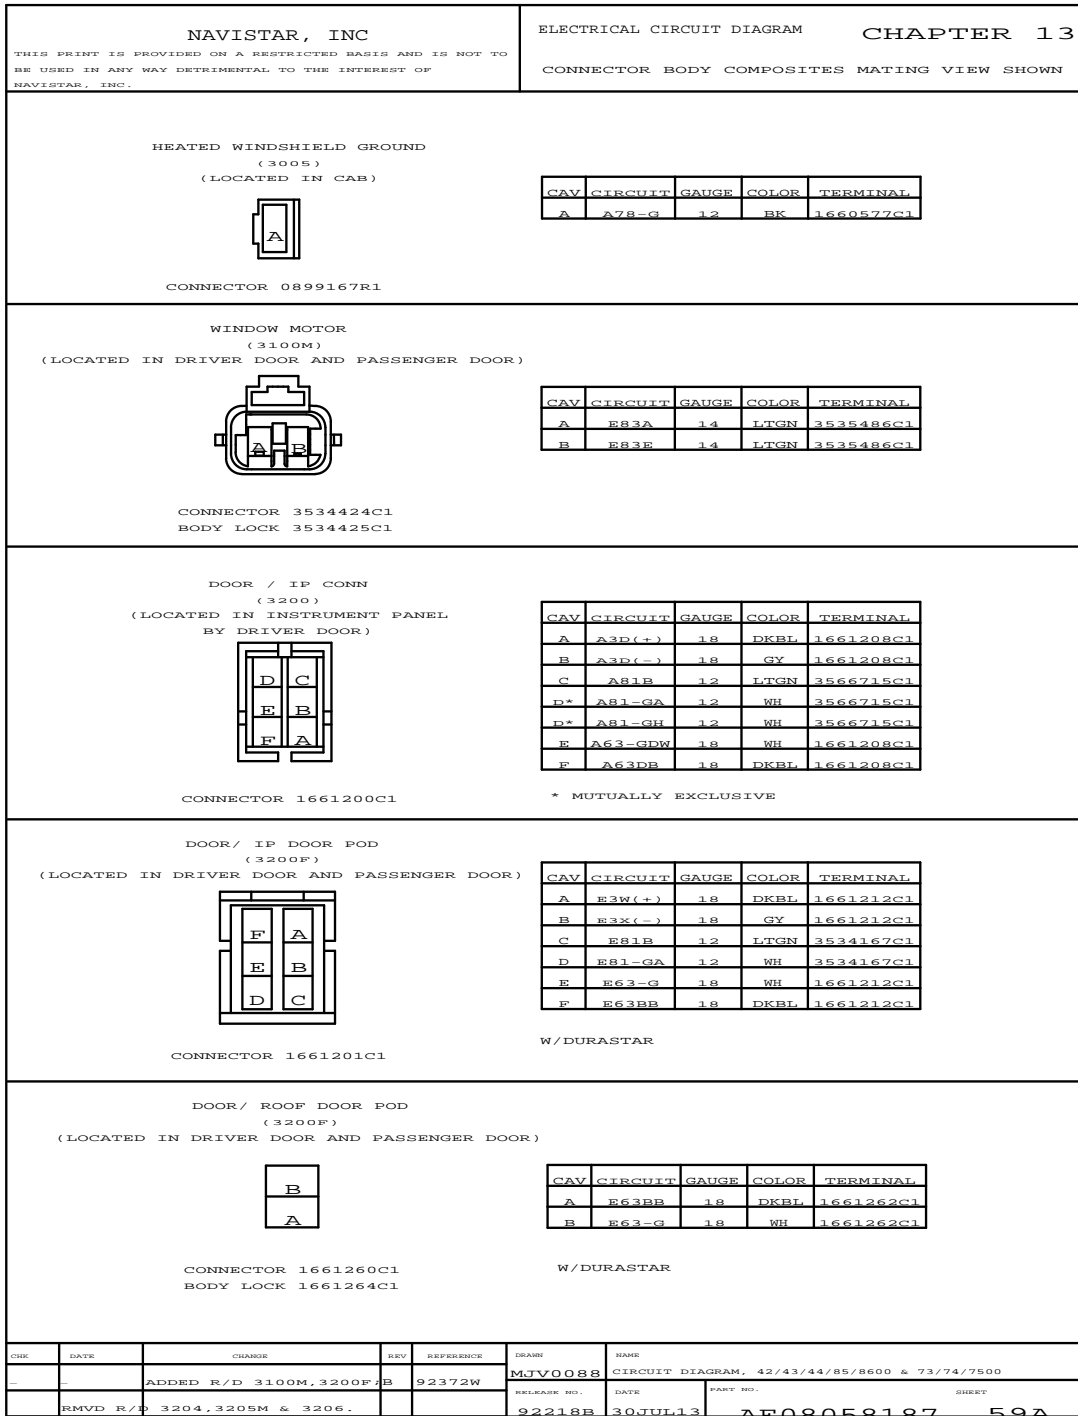 NAVISTAR, INC
THIS PRINT IS PROVIDED ON A RESTRICTED BASIS AND IS NOT TO
BE USED IN ANY WAY DETRIMENTAL TO THE INTEREST OF
NAVISTAR, INC.
ELECTRICAL CIRCUIT DIAGRAM CHAPTER 13
CONNECTOR BODY COMPOSITES MATING VIEW SHOWN
HEATED WINDSHIELD GROUND
(3005)
(LOCATED IN CAB)
A
CONNECTOR 0899167R1
CAV CIRCUIT GAUGE COLOR TERMINAL
A A78-G 12 BK 1660577C1
WINDOW MOTOR
(3100M)
(LOCATED IN DRIVER DOOR AND PASSENGER DOOR)
A B
CONNECTOR 3534424C1
BODY LOCK 3534425C1
CAV CIRCUIT GAUGE COLOR TERMINAL
A E83A 14 LTGN 3535486C1
B E83E 14 LTGN 3535486C1
DOOR / IP CONN
(3200)
(LOCATED IN INSTRUMENT PANEL
BY DRIVER DOOR)
D C
E B
F A
CONNECTOR 1661200C1
CAV CIRCUIT GAUGE COLOR TERMINAL
A A3D(+) 18 DKBL 1661208C1
B A3D(-) 18 GY 1661208C1
C A81B 12 LTGN 3566715C1
D* A81-GA 12 WH 3566715C1
D* A81-GH 12 WH 3566715C1
E A63-GDW 18 WH 1661208C1
F A63DB 18 DKBL 1661208C1
* MUTUALLY EXCLUSIVE
DOOR/ IP DOOR POD
(3200F)
(LOCATED IN DRIVER DOOR AND PASSENGER DOOR)
F A
E B
D C
CONNECTOR 1661201C1
CAV CIRCUIT GAUGE COLOR TERMINAL
A E3W(+) 18 DKBL 1661212C1
B E3X(-) 18 GY 1661212C1
C E81B 12 LTGN 3534167C1
D E81-GA 12 WH 3534167C1
E E63-G 18 WH 1661212C1
F E63BB 18 DKBL 1661212C1
W/DURASTAR
DOOR/ ROOF DOOR POD
(3200F)
(LOCATED IN DRIVER DOOR AND PASSENGER DOOR)
B
A
CONNECTOR 1661260C1
BODY LOCK 1661264C1
CAV CIRCUIT GAUGE COLOR TERMINAL
A E63BB 18 DKBL 1661262C1
B E63-G 18 WH 1661262C1
W/DURASTAR
CHK DATE CHANGE REV REFERENCE
- - ADDED R/D 3100M,3200F; B 92372W
RMVD R/D 3204,3205M & 3206.
DRAWN NAME
MJV0088 CIRCUIT DIAGRAM, 42/43/44/85/8600 & 73/74/7500
RELEASE NO. DATE PART NO. SHEET
92218B 30JUL13 AE08058187 59A